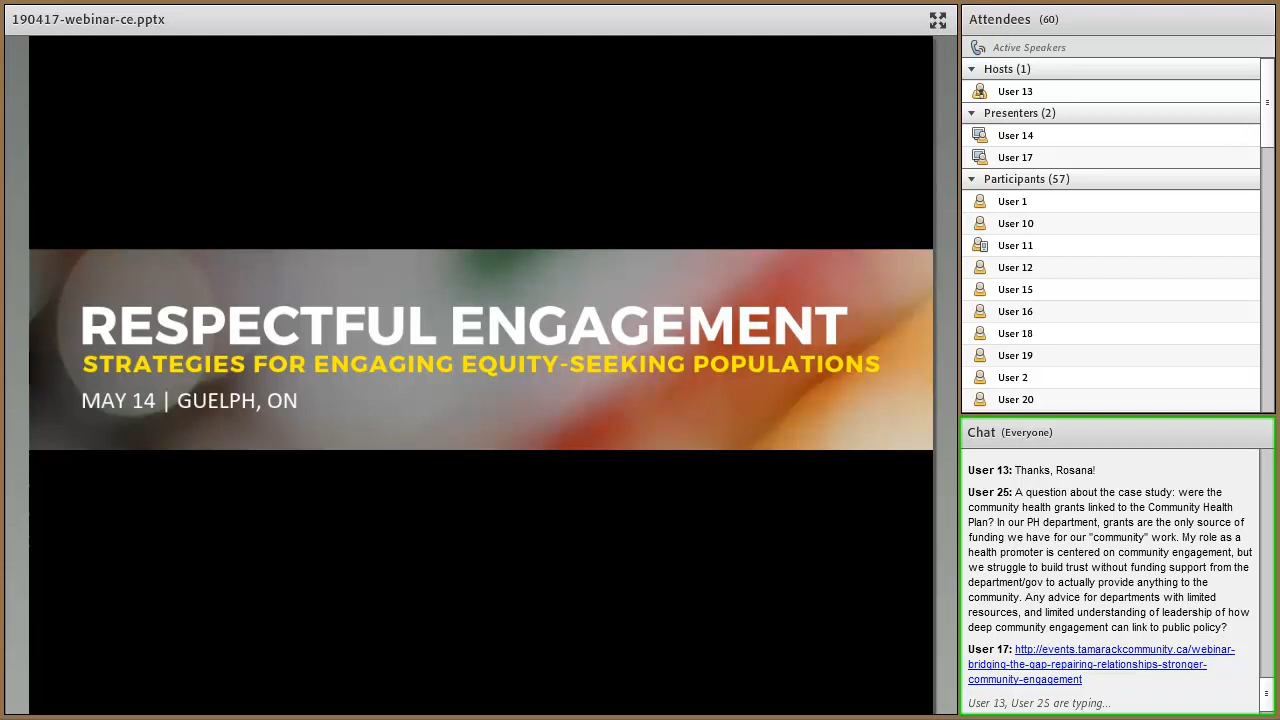 190417-webinar-ce.pptx
RESPECTFUL ENGAGEMENT
STRATEGIES FOR ENGAGING EQUITY-SEEKING POPULATIONS
MAY 14 | GUELPH, ON
Attendees (60)
Active Speakers
Hosts (1)
User 13
Presenters (2)
User 14
User 17
Participants (57)
User 1
User 10
User 11
User 12
User 15
User 16
User 18
User 19
User 2
User 20
Chat (Everyone)
User 13: Thanks, Rosana!
User 25: A question about the case study: were the
community health grants linked to the Community Health
Plan? In our PH department, grants are the only source of
funding we have for our "community" work. My role as a
health promoter is centered on community engagement, but
we struggle to build trust without funding support from the
department/gov to actually provide anything to the
community. Any advice for departments with limited
resources, and limited understanding of leadership of how
deep community engagement can link to public policy?
User 17: http://events.tamarackcommunity.ca/webinar-
bridging-the-gap-repairing-relationships-stronger-
community-engagement
User 13, User 25 are typing...